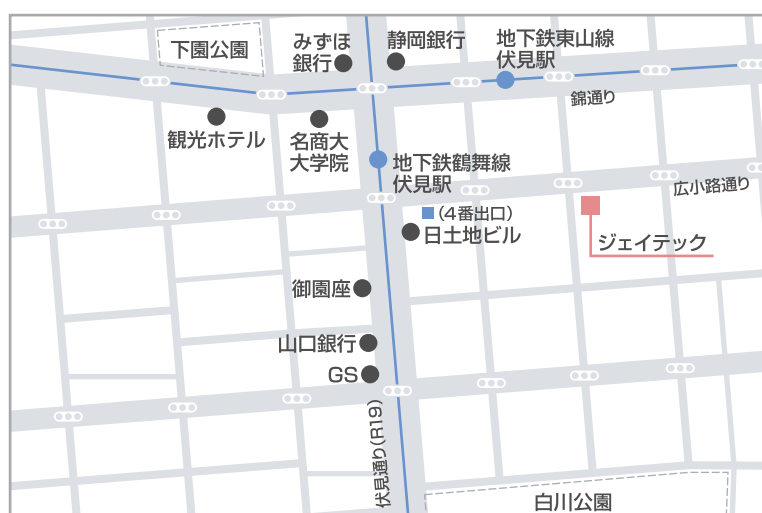 下園公園
みずほ
銀行
静岡銀行
地下鉄東山線
伏見駅
錦通り
観光ホテル
名商大
大学院
地下鉄鶴舞線
伏見駅
広小路通り
(4番出口)
日土地ビル
ジェイテック
御園座
山口銀行
GS
伏見通り(R19)
白川公園